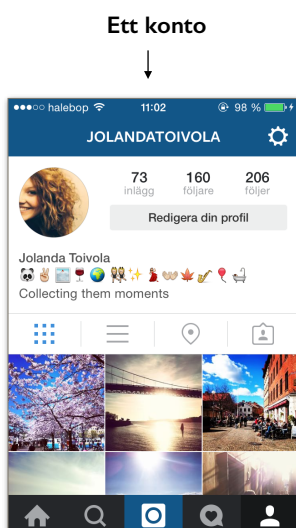 Ett konto
halebop 11:02 98 %
JOLANDATOIVOLA
73 160 206
inlägg följare följer
Redigera din profil
Jolanda Toivola
Collecting them moments